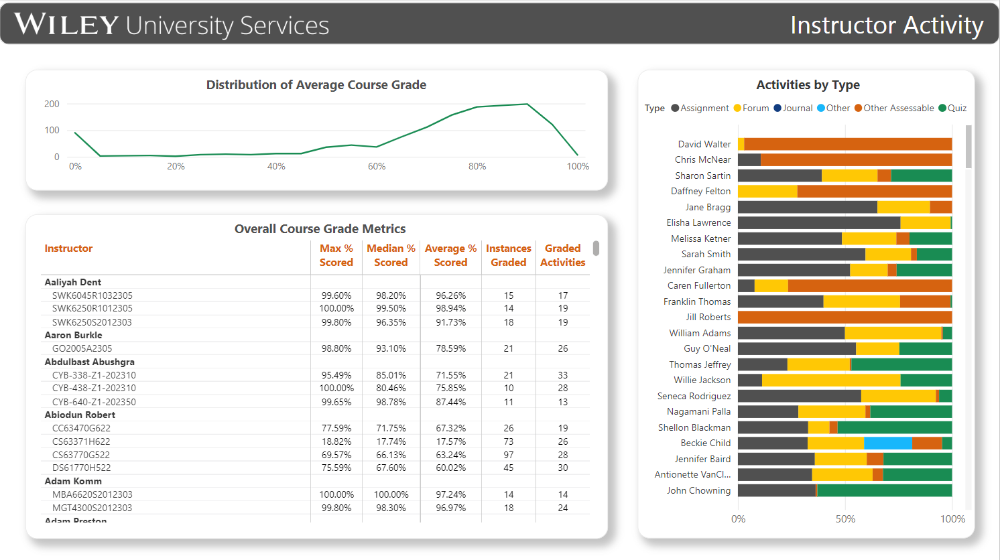 WILEY University Services
Instructor Activity
Distribution of Average Course Grade
200
100
0
0% 20% 40% 60% 80% 100%
Overall Course Grade Metrics
Instructor Max % Scored Median % Scored Average % Scored Instances Graded Graded Activities
Aaliyah Dent
SWK6045R1032305 99.60% 98.20% 96.26% 15 17
SWK6250R1012305 100.00% 99.50% 98.94% 14 19
SWK6250S2012303 99.80% 96.35% 91.73% 18 19
Aaron Burkle
GO2005A2305 98.80% 93.10% 78.59% 21 26
Abdulbast Abushgra
CYB-338-Z1-202310 95.49% 85.01% 71.55% 21 33
CYB-438-Z1-202310 100.00% 80.46% 75.85% 10 28
CYB-640-Z1-202350 99.65% 98.78% 87.44% 11 13
Abiodun Robert
CC63470G622 77.59% 71.75% 67.32% 26 19
CS63371H622 18.82% 17.74% 17.57% 73 26
CS63770G522 69.57% 66.13% 63.24% 97 28
DS61770H522 75.59% 67.60% 60.02% 45 30
Adam Komm
MBA6620S2012303 100.00% 100.00% 97.24% 14 14
MGT4300S2012303 99.80% 98.30% 96.97% 18 24
Adam Preston
Activities by Type
Type Assignment Forum Journal Other Other Assessable Quiz
David Walter
Chris McNear
Sharon Sartin
Daffney Felton
Jane Bragg
Elisha Lawrence
Melissa Ketner
Sarah Smith
Jennifer Graham
Caren Fullerton
Franklin Thomas
Jill Roberts
William Adams
Guy O'Neal
Thomas Jeffrey
Willie Jackson
Seneca Rodriguez
Nagamani Palla
Shellon Blackman
Beckie Child
Jennifer Baird
Antionette VanCl...
John Chowning
0% 50% 100%